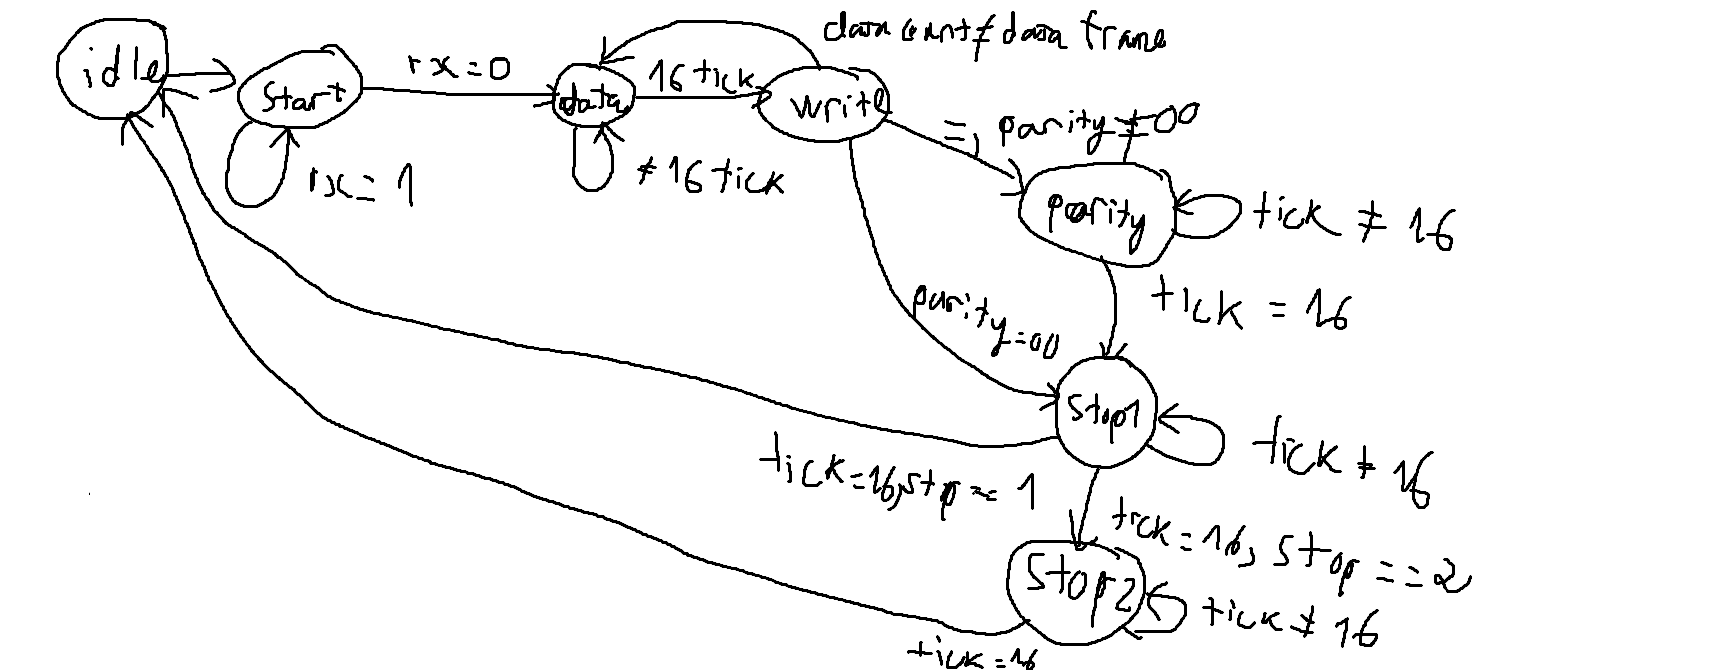 data count ≠ data frame
idle
start
rx = 0
data
16 tick
write
=, parity ≠ 00
rx = 1
≠ 16 tick
parity
tick ≠ 16
tick = 16
parity = 00
stop1
tick ≠ 16
tick = 16, stop == 1
tick = 16, stop == 2
stop2
tick ≠ 16
tick = 16